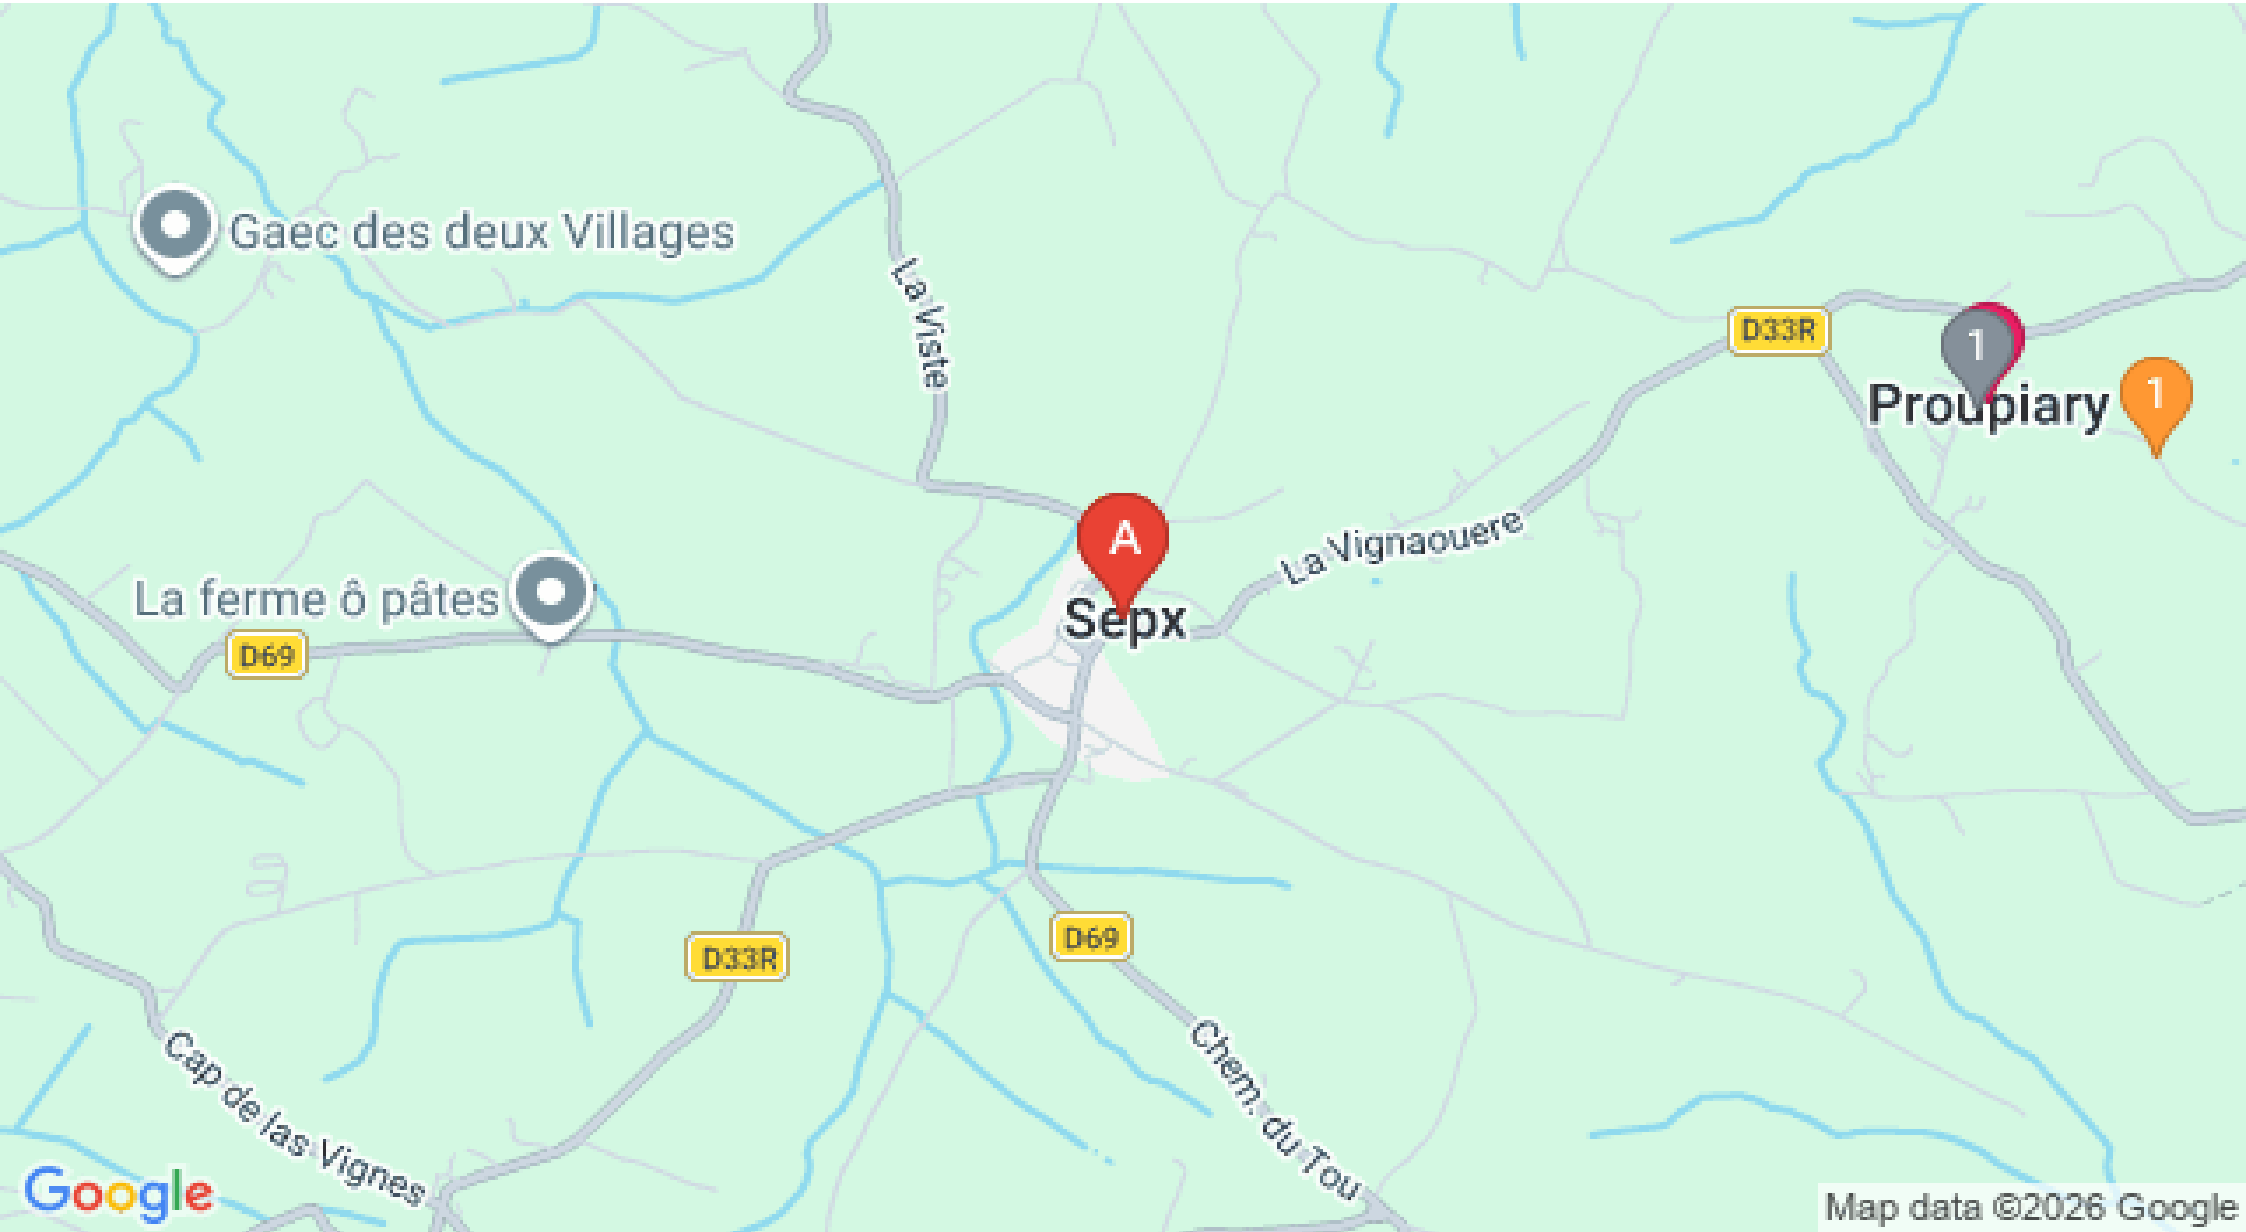 Gaec des deux Villages
La Viste
D33R
1
1
Proupiary
A
Sepx
La Vignaouere
La ferme ô pâtes
D69
D33R
D69
Chem. du Tou
Cap de las Vignes
Google
Map data ©2026 Google